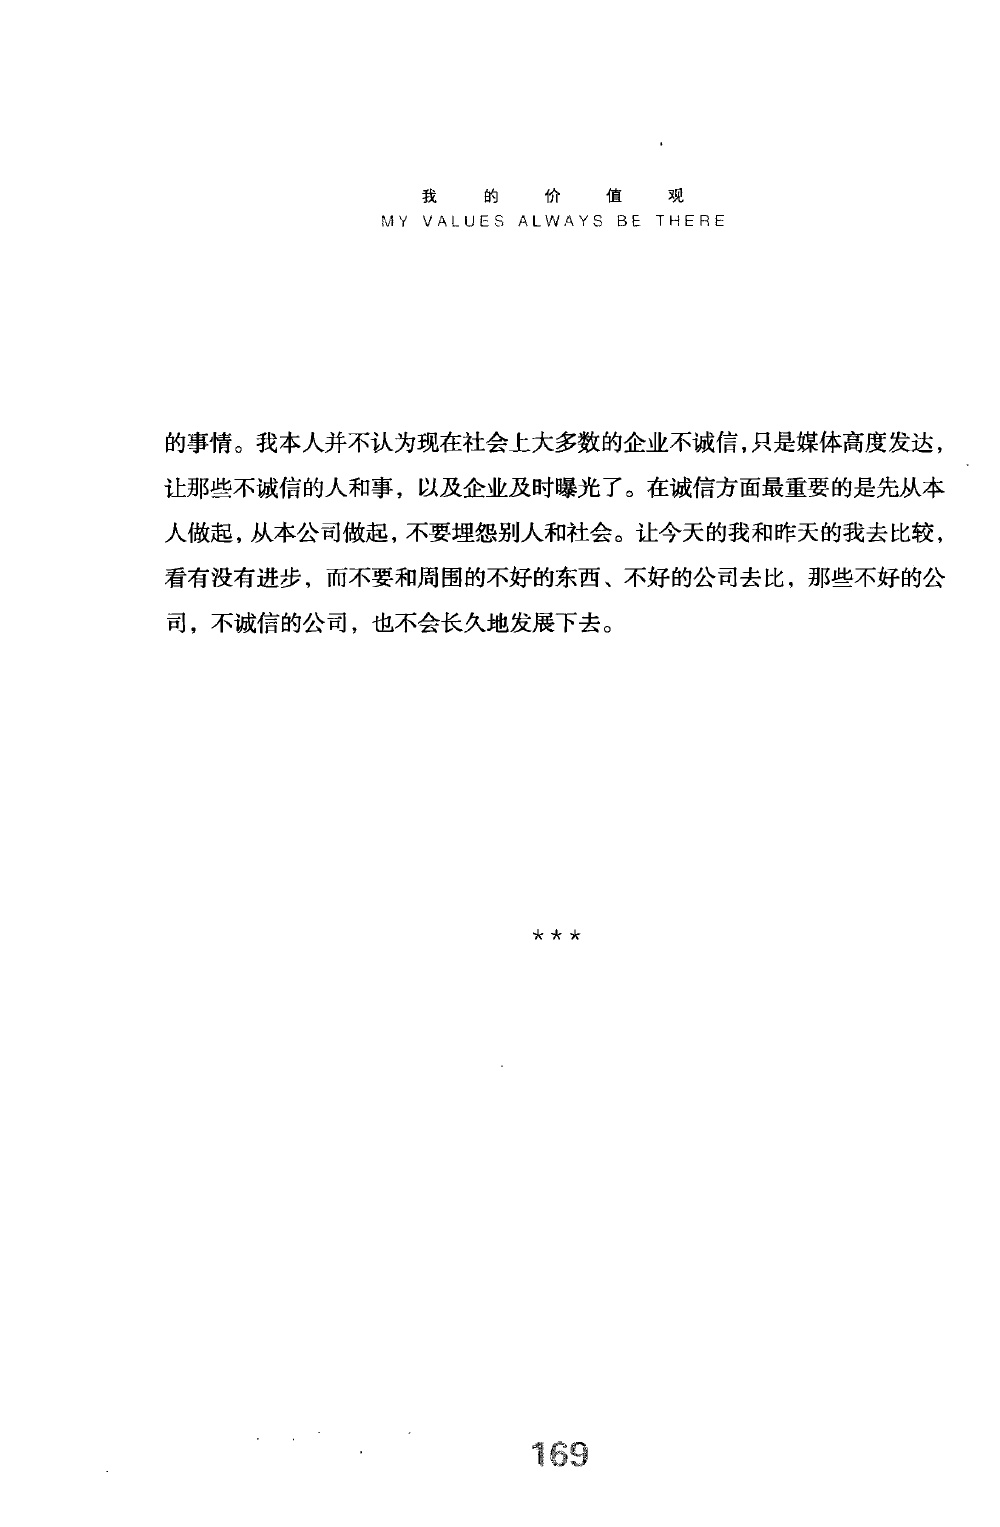 我的价值观
MY VALUES ALWAYS BE THERE
的事情。我本人并不认为现在社会上大多数的企业不诚信,只是媒体高度发达,
让那些不诚信的人和事，以及企业及时曝光了。在诚信方面最重要的是先从本
人做起，从本公司做起，不要埋怨别人和社会。让今天的我和昨天的我去比较，
看有没有进步，而不要和周围的不好的东西、不好的公司去比，那些不好的公
司，不诚信的公司，也不会长久地发展下去。
***
169